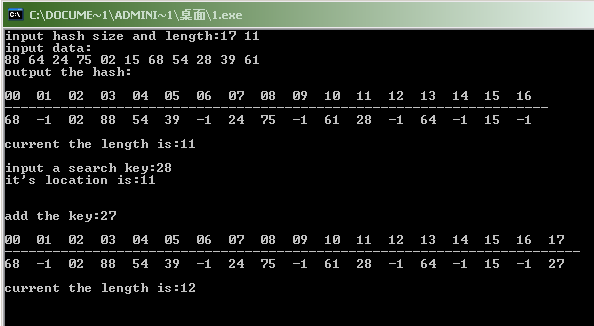 C:\DOCUME~1\ADMINI~1\桌面\1.exe
input hash size and length:17 11
input data:
88 64 24 75 02 15 68 54 28 39 61
output the hash:
00 01 02 03 04 05 06 07 08 09 10 11 12 13 14 15 16
68 -1 02 88 54 39 -1 24 75 -1 61 28 -1 64 -1 15 -1
current the length is:11
input a search key:28
it's location is:11
add the key:27
00 01 02 03 04 05 06 07 08 09 10 11 12 13 14 15 16 17
68 -1 02 88 54 39 -1 24 75 -1 61 28 -1 64 -1 15 -1 27
current the length is:12